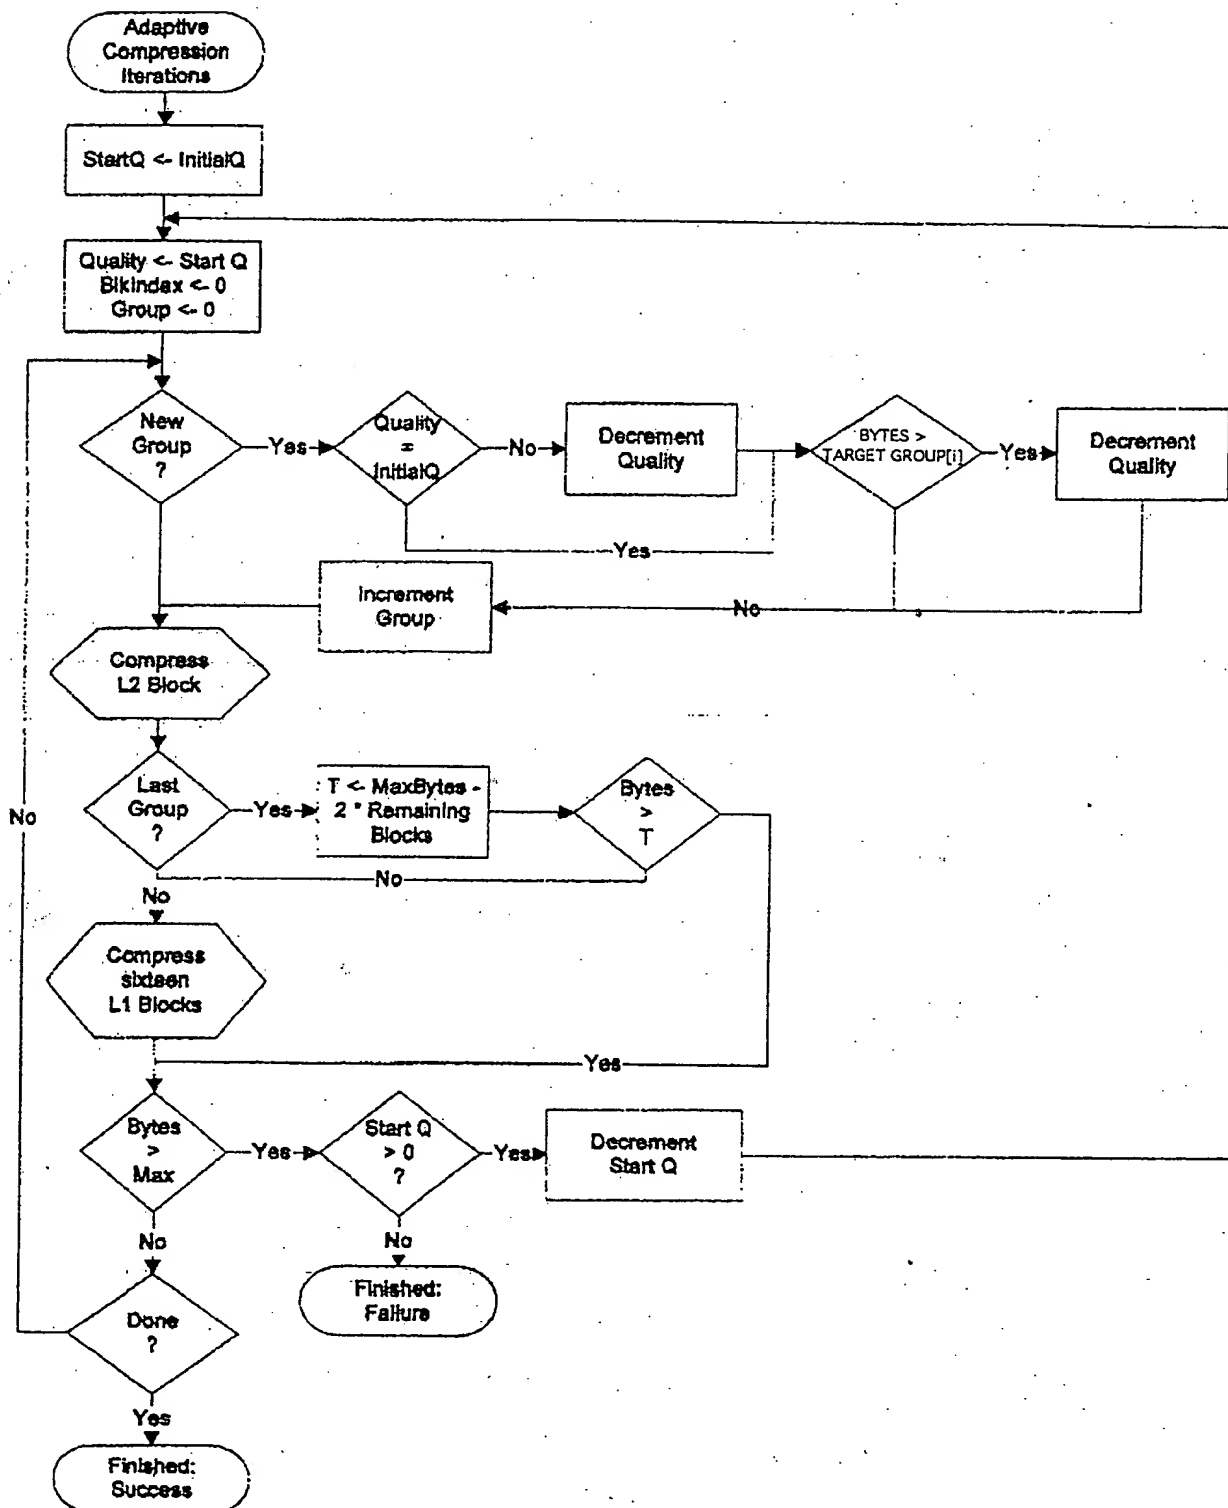 Adaptive
Compression
Iterations
StartQ <- InitialQ
Quality <- Start Q
BlkIndex <- 0
Group <- 0
New
Group
?
Yes
Quality
=
InitialQ
No
Decrement
Quality
BYTES >
TARGET GROUP[i]
Yes
Decrement
Quality
Yes
Increment
Group
No
Compress
L2 Block
Last
Group
?
Yes
T <- MaxBytes -
2 * Remaining
Blocks
Bytes
>
T
No
No
No
Compress
sixteen
L1 Blocks
Yes
Bytes
>
Max
Yes
Start Q
> 0
?
Yes
Decrement
Start Q
No
No
Done
?
Finished:
Failure
Yes
Finished:
Success